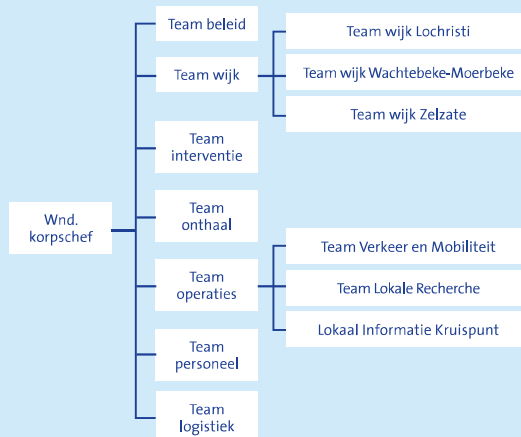 Team beleid
Team wijk
Team wijk Lochristi
Team wijk Wachtebeke-Moerbeke
Team wijk Zelzate
Team
interventie
Wnd.
korpschef
Team
onthaal
Team
operaties
Team Verkeer en Mobiliteit
Team Lokale Recherche
Lokaal Informatie Kruispunt
Team
personeel
Team
logistiek